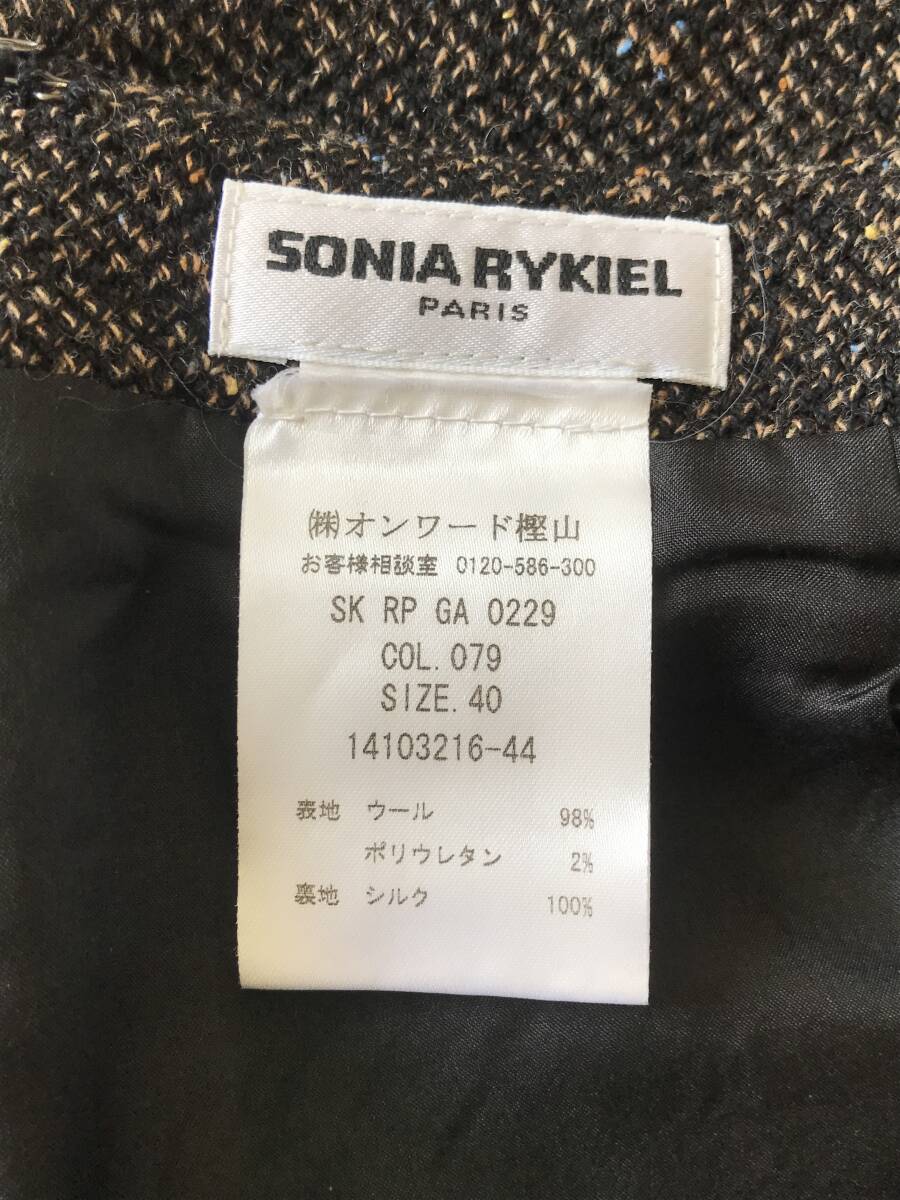 SONIA RYKIEL
PARIS
㈱オンワード樫山
お客様相談室 0120-586-300
SK RP GA 0229
COL.079
SIZE.40
14103216-44
表地 ウール 98%
ポリウレタン 2%
裏地 シルク 100%